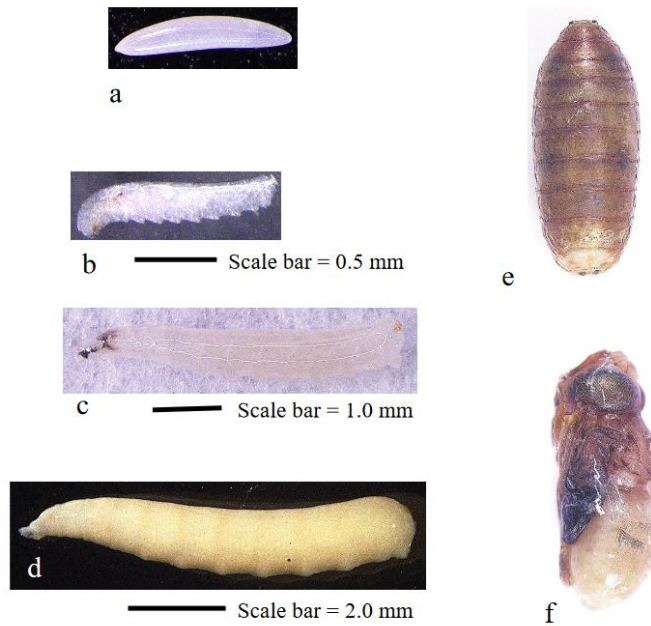 a
b
Scale bar = 0.5 mm
c
Scale bar = 1.0 mm
d
Scale bar = 2.0 mm
e
f